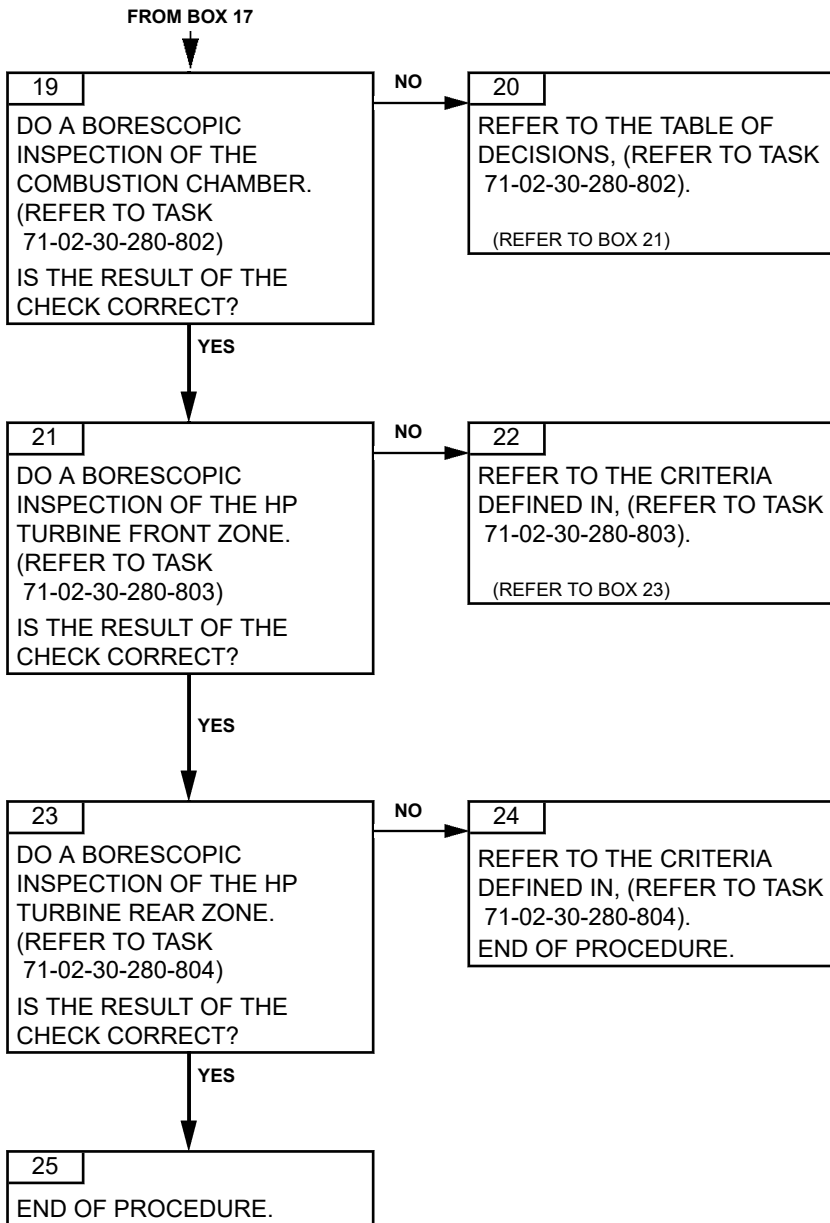 FROM BOX 17
19
DO A BORESCOPIC
INSPECTION OF THE
COMBUSTION CHAMBER.
(REFER TO TASK
71-02-30-280-802)
IS THE RESULT OF THE
CHECK CORRECT?
NO
20
REFER TO THE TABLE OF
DECISIONS, (REFER TO TASK
71-02-30-280-802).
(REFER TO BOX 21)
YES
21
DO A BORESCOPIC
INSPECTION OF THE HP
TURBINE FRONT ZONE.
(REFER TO TASK
71-02-30-280-803)
IS THE RESULT OF THE
CHECK CORRECT?
NO
22
REFER TO THE CRITERIA
DEFINED IN, (REFER TO TASK
71-02-30-280-803).
(REFER TO BOX 23)
YES
23
DO A BORESCOPIC
INSPECTION OF THE HP
TURBINE REAR ZONE.
(REFER TO TASK
71-02-30-280-804)
IS THE RESULT OF THE
CHECK CORRECT?
NO
24
REFER TO THE CRITERIA
DEFINED IN, (REFER TO TASK
71-02-30-280-804).
END OF PROCEDURE.
YES
25
END OF PROCEDURE.